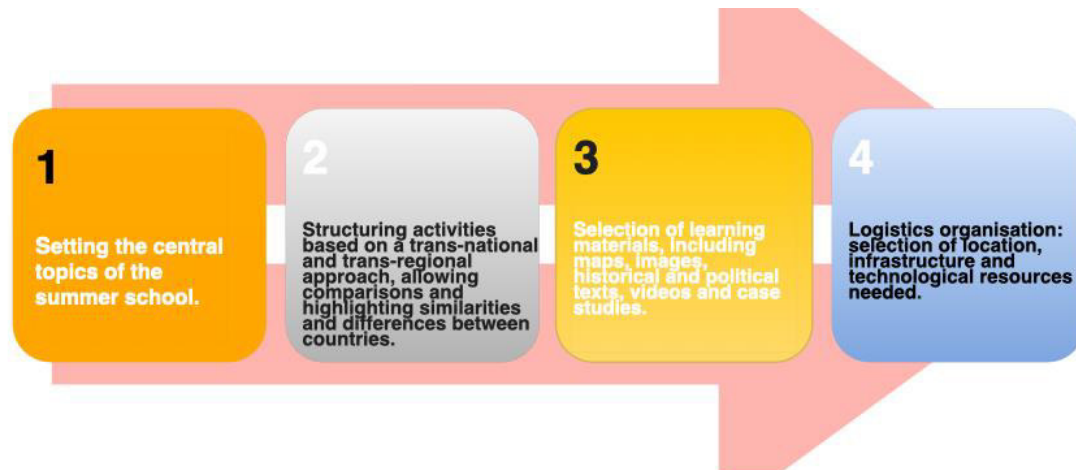 1
Setting the central
topics of the
summer school.
2
Structuring activities
based on a trans-national
and trans-regional
approach, allowing
comparisons and
highlighting similarities
and differences between
countries.
3
Selection of learning
materials, including
maps, images,
historical and political
texts, videos and case
studies.
4
Logistics organisation:
selection of location,
infrastructure and
technological resources
needed.